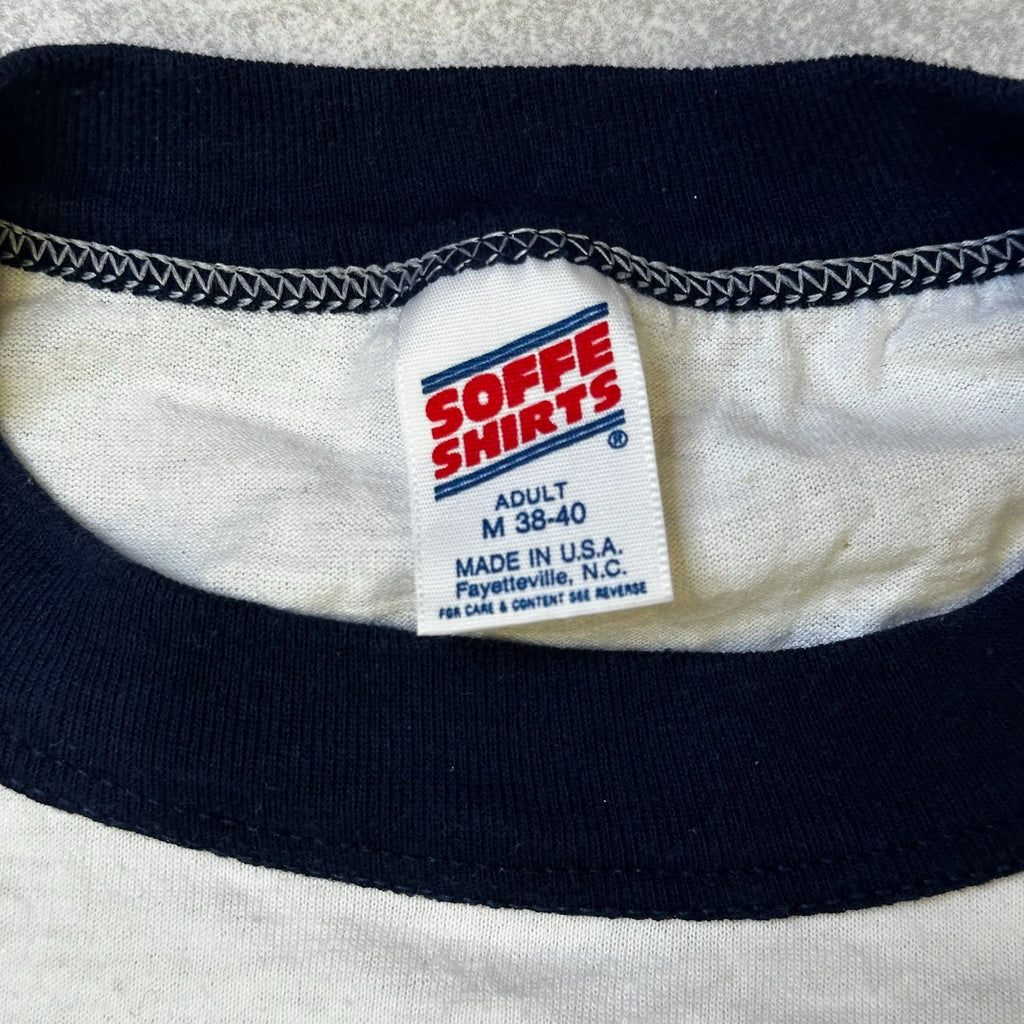 SOFFE
SHIRTS
®
ADULT
M 38-40
MADE IN U.S.A.
Fayetteville, N.C.
FOR CARE & CONTENT SEE REVERSE